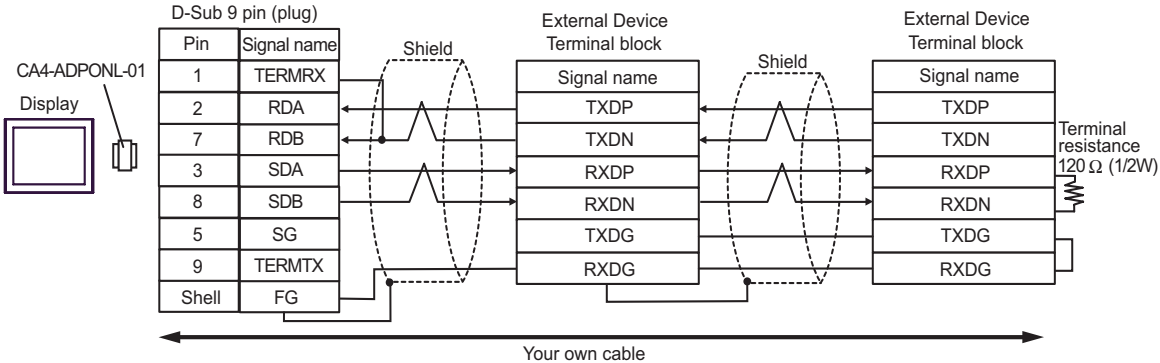 D-Sub 9 pin (plug)
Pin Signal name
1 TERMRX
2 RDA
7 RDB
3 SDA
8 SDB
5 SG
9 TERMTX
Shell FG
CA4-ADPONL-01
Display
Shield
External Device
Terminal block
Signal name
TXDP
TXDN
RXDP
RXDN
TXDG
RXDG
Shield
External Device
Terminal block
Signal name
TXDP
TXDN
RXDP
RXDN
TXDG
RXDG
Terminal
resistance
120 Ω (1/2W)
Your own cable